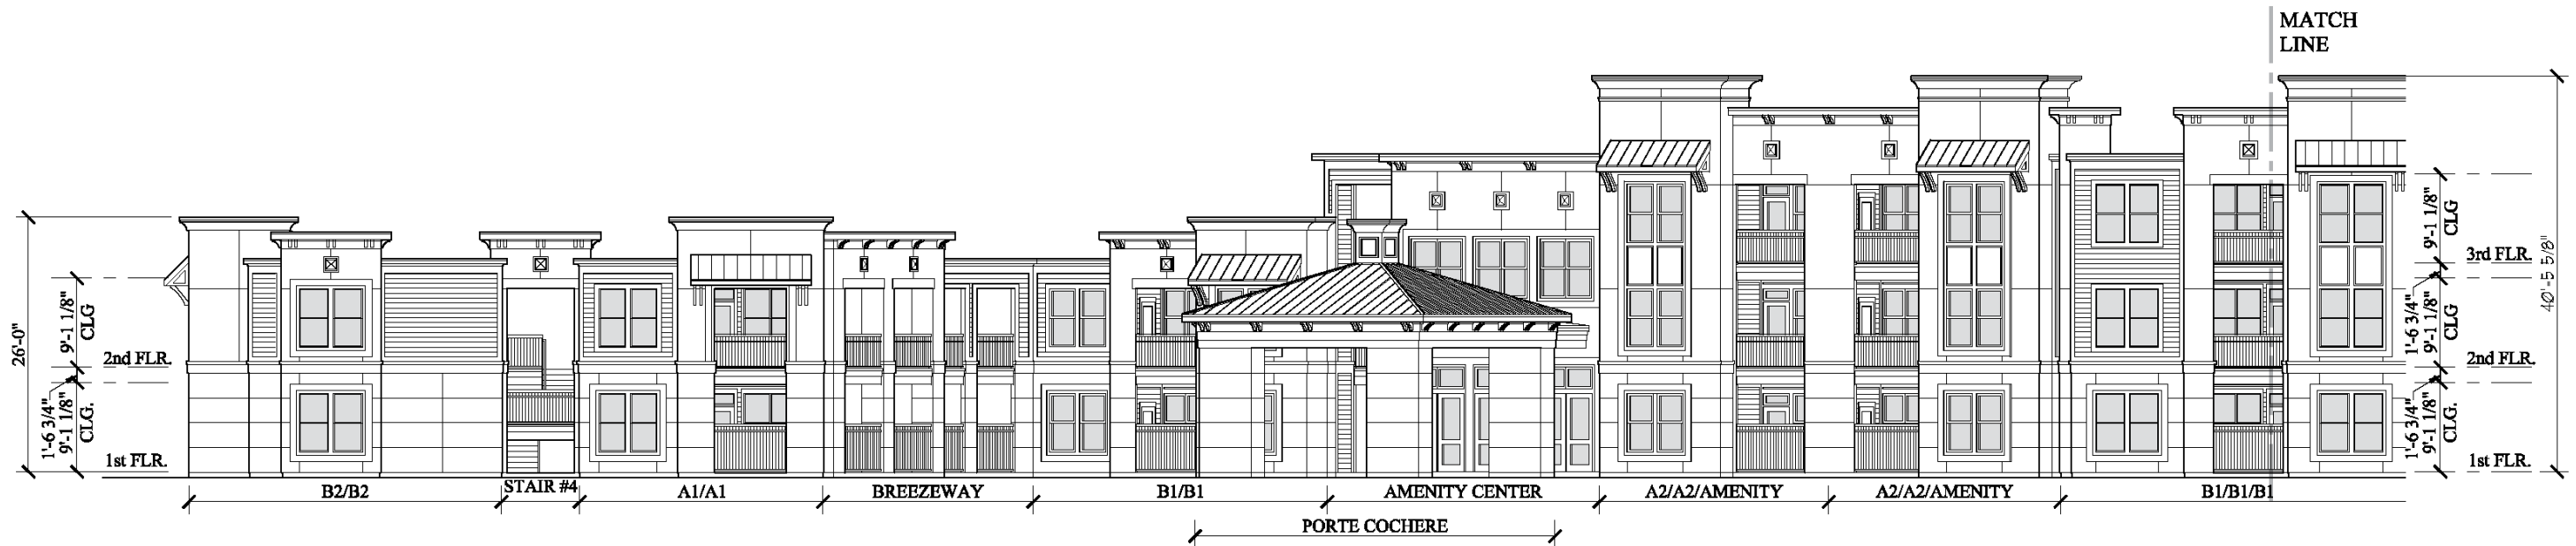 MATCH
LINE
26'-0"
9'-1 1/8"
CLG
2nd FLR.
1'-6 3/4"
9'-1 1/8"
CLG.
1st FLR.
B2/B2
STAIR #4
A1/A1
BREEZEWAY
B1/B1
AMENITY CENTER
A2/A2/AMENITY
A2/A2/AMENITY
B1/B1/B1
PORTE COCHERE
9'-1 1/8"
CLG
3rd FLR.
1'-6 3/4"
9'-1 1/8"
CLG
2nd FLR.
1'-6 3/4"
9'-1 1/8"
CLG.
1st FLR.
40'-5 5/8"